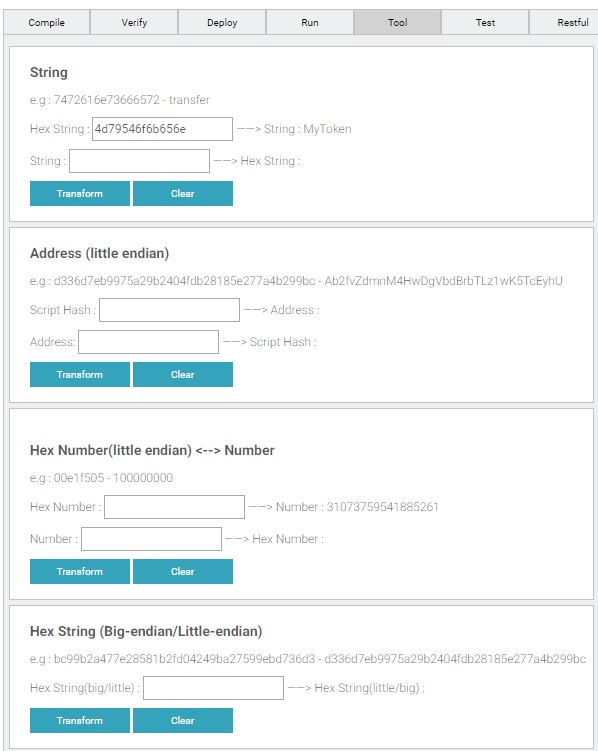 Compile Verify Deploy Run Tool Test Restful
String
e.g : 7472616e73666572 - transfer
Hex String : 4d79546f6b656e ——> String : MyToken
String : ——> Hex String :
Transform Clear
Address (little endian)
e.g : d336d7eb9975a29b2404fdb28185e277a4b299bc - Ab2fvZdmnM4HwDgVbdBrbTLz1wK5TcEyhU
Script Hash : ——> Address :
Address: ——> Script Hash :
Transform Clear
Hex Number(little endian) <--> Number
e.g : 00e1f505 - 100000000
Hex Number : ——> Number : 31073759541885261
Number : ——> Hex Number :
Transform Clear
Hex String (Big-endian/Little-endian)
e.g : bc99b2a477e28581b2fd04249ba27599ebd736d3 - d336d7eb9975a29b2404fdb28185e277a4b299bc
Hex String(big/little) : ——> Hex String(little/big) :
Transform Clear